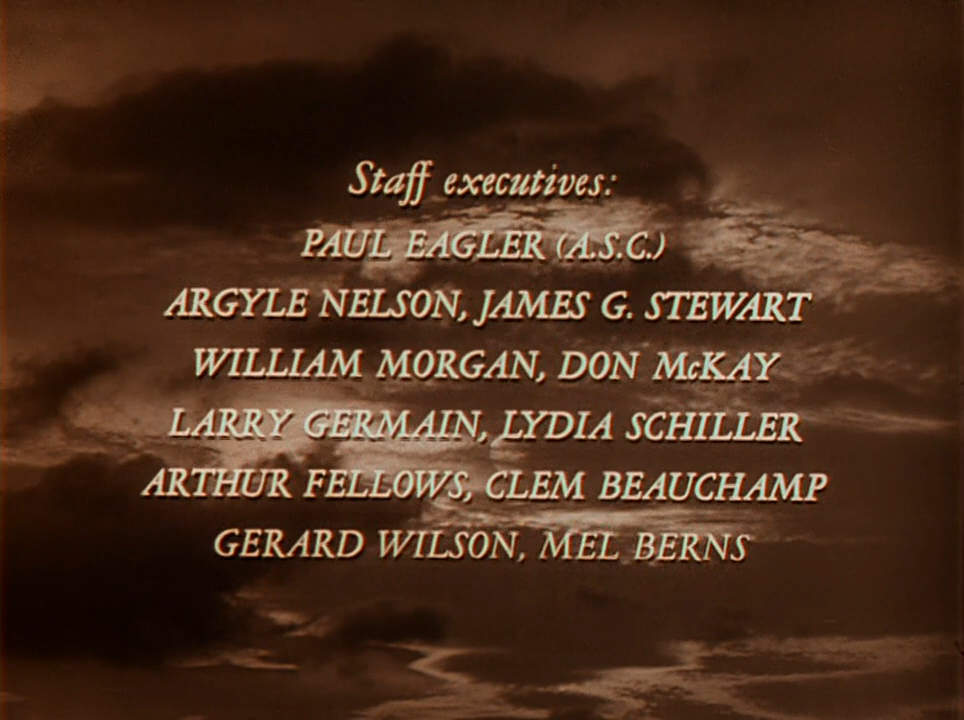 Staff executives:
PAUL EAGLER (A.S.C.)
ARGYLE NELSON, JAMES G. STEWART
WILLIAM MORGAN, DON McKAY
LARRY GERMAIN, LYDIA SCHILLER
ARTHUR FELLOWS, CLEM BEAUCHAMP
GERARD WILSON, MEL BERNS